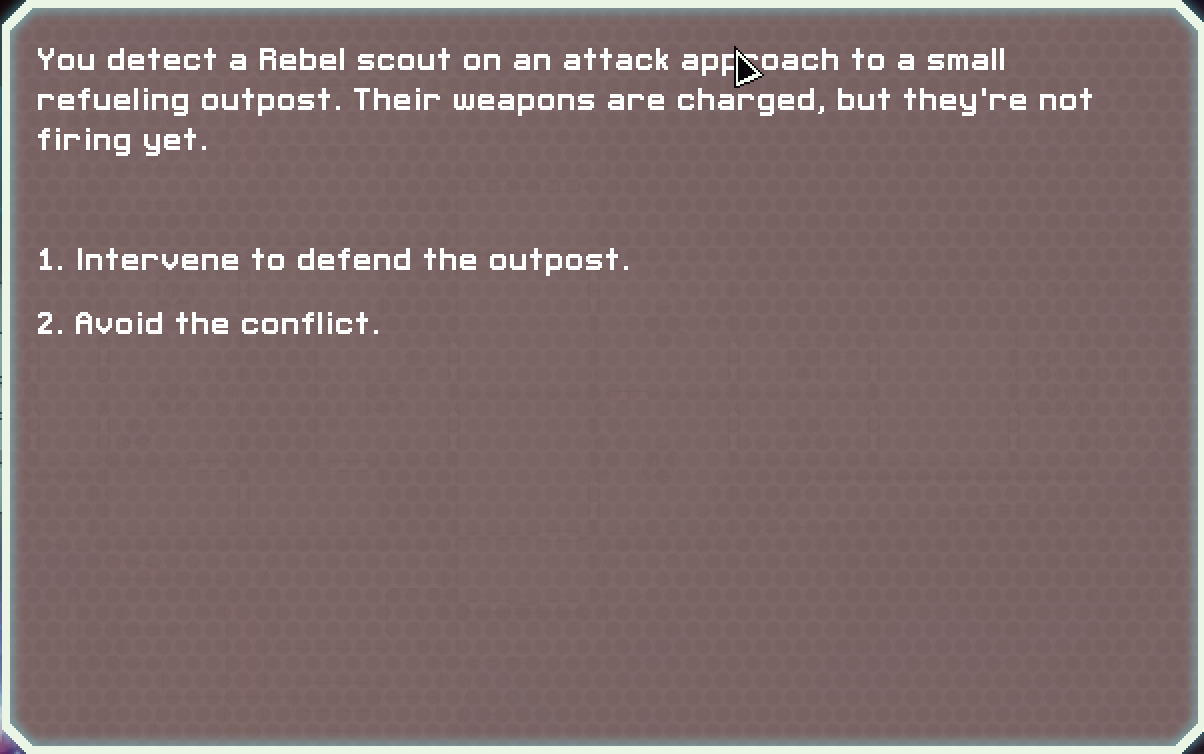 You detect a Rebel scout on an attack approach to a small
refueling outpost. Their weapons are charged, but they're not
firing yet.
1. Intervene to defend the outpost.
2. Avoid the conflict.